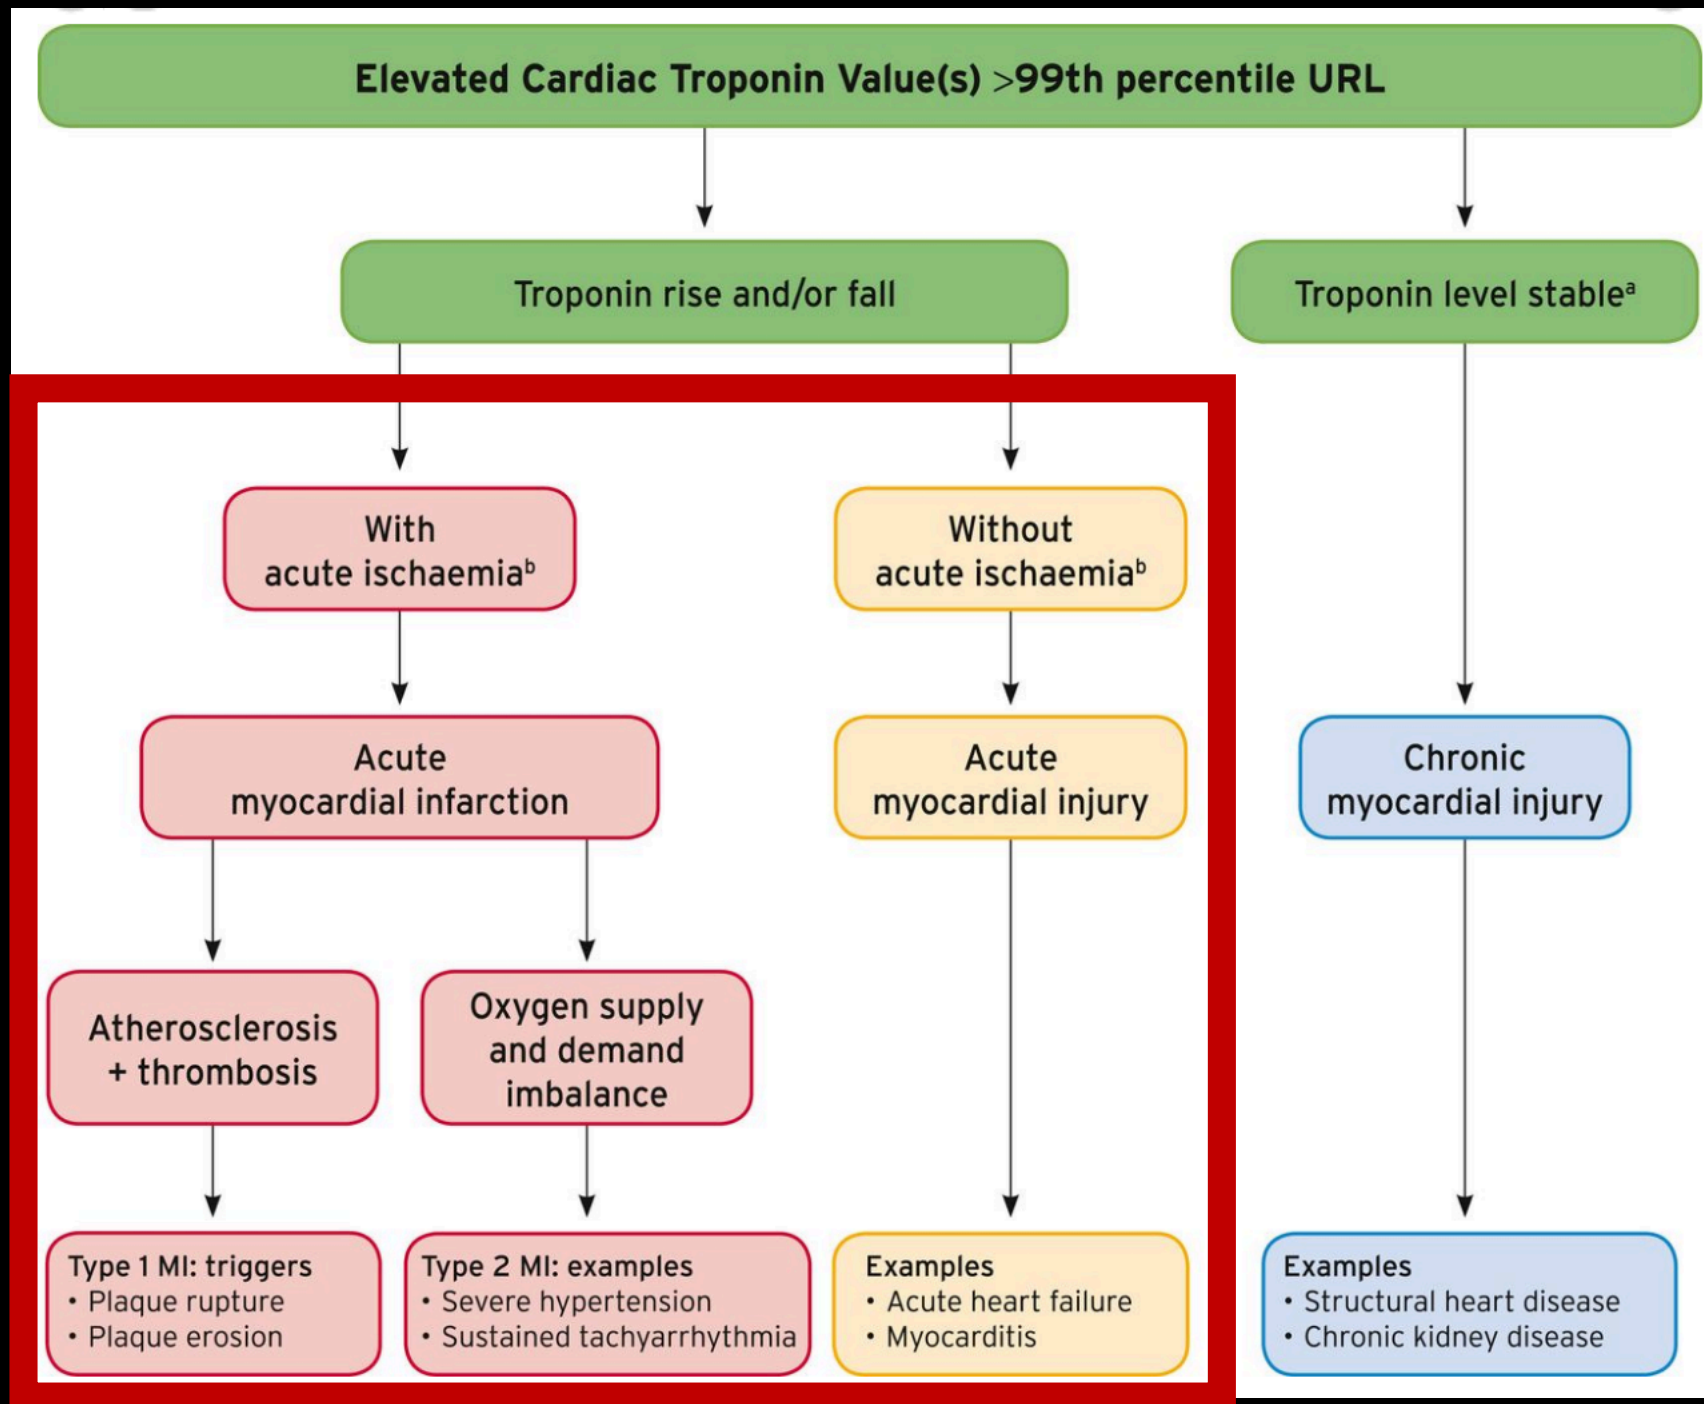 Elevated Cardiac Troponin Value(s) >99th percentile URL
Troponin rise and/or fall
Troponin level stableᵃ
With
acute ischaemiaᵇ
Without
acute ischaemiaᵇ
Acute
myocardial infarction
Acute
myocardial injury
Chronic
myocardial injury
Atherosclerosis
+ thrombosis
Oxygen supply
and demand
imbalance
Type 1 MI: triggers
• Plaque rupture
• Plaque erosion
Type 2 MI: examples
• Severe hypertension
• Sustained tachyarrhythmia
Examples
• Acute heart failure
• Myocarditis
Examples
• Structural heart disease
• Chronic kidney disease